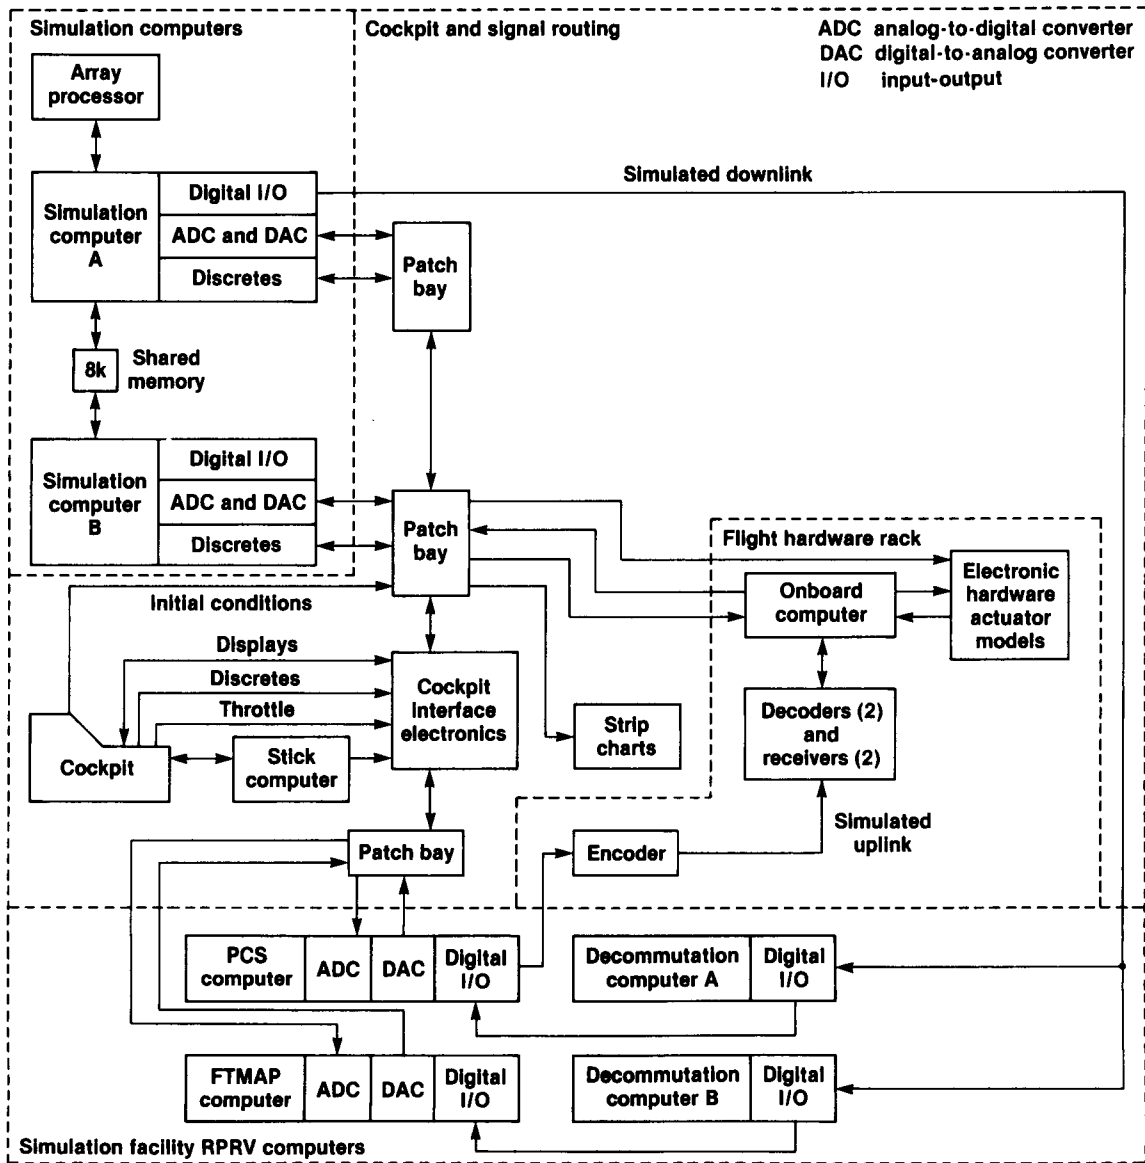 Simulation computers
Cockpit and signal routing
ADC analog-to-digital converter
DAC digital-to-analog converter
I/O input-output
Array
processor
Simulated downlink
Simulation
computer
A
Digital I/O
ADC and DAC
Discretes
Patch
bay
8k
Shared
memory
Simulation
computer
B
Digital I/O
ADC and DAC
Discretes
Patch
bay
Flight hardware rack
Initial conditions
Onboard
computer
Electronic
hardware
actuator
models
Displays
Discretes
Throttle
Cockpit
interface
electronics
Cockpit
Stick
computer
Strip
charts
Decoders (2)
and
receivers (2)
Simulated
uplink
Patch bay
Encoder
PCS
computer
ADC
DAC
Digital
I/O
Decommutation
computer A
Digital
I/O
FTMAP
computer
ADC
DAC
Digital
I/O
Decommutation
computer B
Digital
I/O
Simulation facility RPRV computers